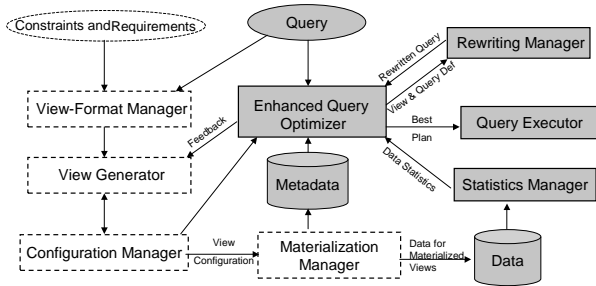 Constraints and Requirements
Query
Rewriting Manager
Rewritten Query
View & Query Def
View-Format Manager
Enhanced Query
Optimizer
Best
Plan
Query Executor
Feedback
View Generator
Metadata
Data Statistics
Statistics Manager
Configuration Manager
View
Configuration
Materialization
Manager
Data for
Materialized
Views
Data